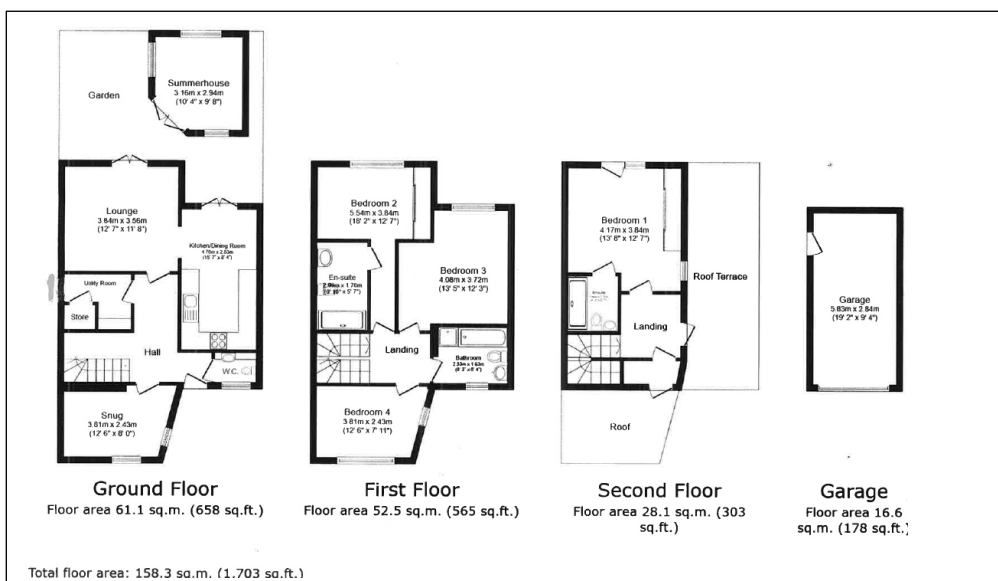 Garden
Summerhouse
3.16m x 2.94m
(10' 4" x 9' 8")
Lounge
3.84m x 3.56m
(12' 7" x 11' 8")
Kitchen/Dining Room
Utility Room
Store
Hall
W.C.
Snug
3.81m x 2.43m
(12' 6" x 8' 0")
Ground Floor
Floor area 61.1 sq.m. (658 sq.ft.)
Bedroom 2
5.54m x 3.84m
(18' 2" x 12' 7")
En-suite
Bedroom 3
4.08m x 3.72m
(13' 5" x 12' 3")
Landing
Bathroom
Bedroom 4
3.81m x 2.43m
(12' 6" x 7' 11")
First Floor
Floor area 52.5 sq.m. (565 sq.ft.)
Bedroom 1
4.17m x 3.84m
(13' 8" x 12' 7")
Roof Terrace
Landing
Roof
Second Floor
Floor area 28.1 sq.m. (303
sq.ft.)
Garage
5.83m x 2.84m
(19' 2" x 9' 4")
Garage
Floor area 16.6
sq.m. (178 sq.ft.)
Total floor area: 158.3 sq.m. (1,703 sq.ft.)